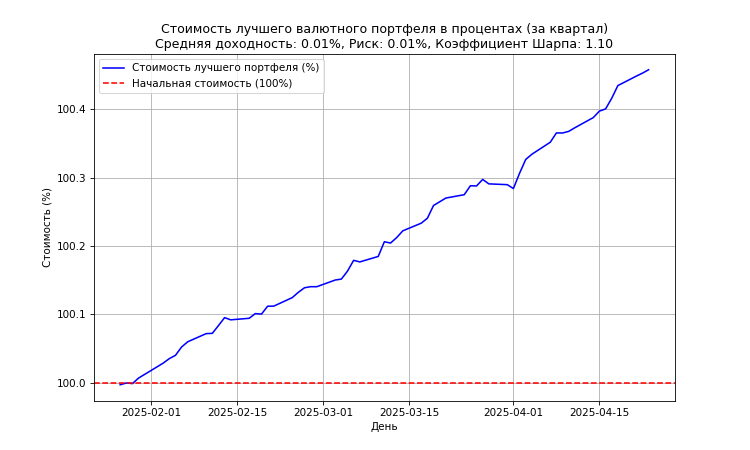 Стоимость лучшего валютного портфеля в процентах (за квартал)
Средняя доходность: 0.01%, Риск: 0.01%, Коэффициент Шарпа: 1.10
Стоимость лучшего портфеля (%)
Начальная стоимость (100%)
Стоимость (%)
100.4
100.3
100.2
100.1
100.0
2025-02-01
2025-02-15
2025-03-01
2025-03-15
2025-04-01
2025-04-15
День